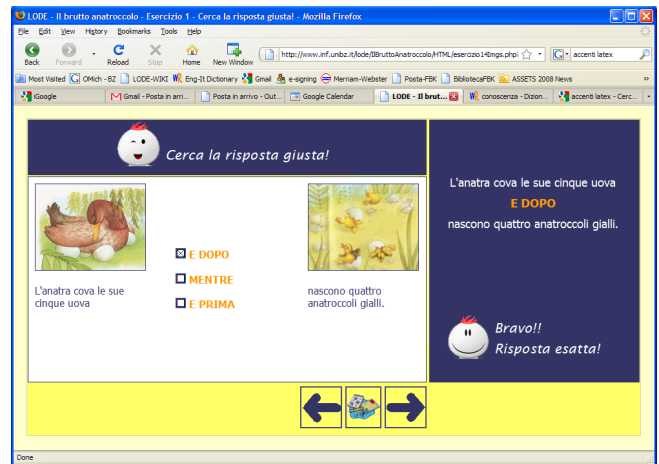 LODE - Il brutto anatroccolo - Esercizio 1 - Cerca la risposta giusta! - Mozilla Firefox
File Edit View History Bookmarks Tools Help
Back Forward Reload Stop Home New Window http://www.inf.unibz.it/lode/IlBruttoAnatroccolo/HTML/esercizio14Imgs.php accenti latex
Most Visited OMich - BZ LODE-WIKI Eng-It Dictionary Gmail e-signing Merriam-Webster Posta-FBK BibliotecaFBK ASSETS 2008 News
iGoogle Gmail - Posta in arri... Posta in arrivo - Out... Google Calendar LODE - Il brut... conoscenza - Dizion... accenti latex - Cerc...
Cerca la risposta giusta!
L'anatra cova le sue
cinque uova
E DOPO
MENTRE
E PRIMA
nascono quattro
anatroccoli gialli.
L'anatra cova le sue cinque uova
E DOPO
nascono quattro anatroccoli gialli.
Bravo!!
Risposta esatta!
Done